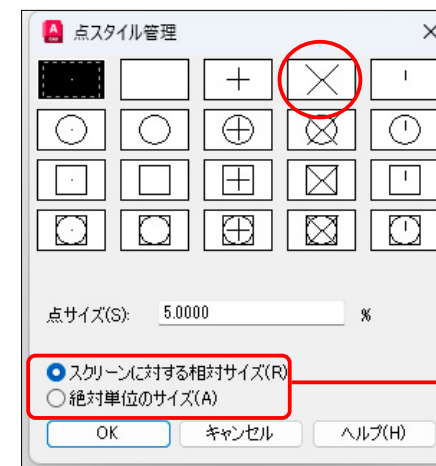 A
CAD
点スタイル管理
点サイズ(S): 5.0000 %
スクリーンに対する相対サイズ(R)
絶対単位のサイズ(A)
OK キャンセル ヘルプ(H)